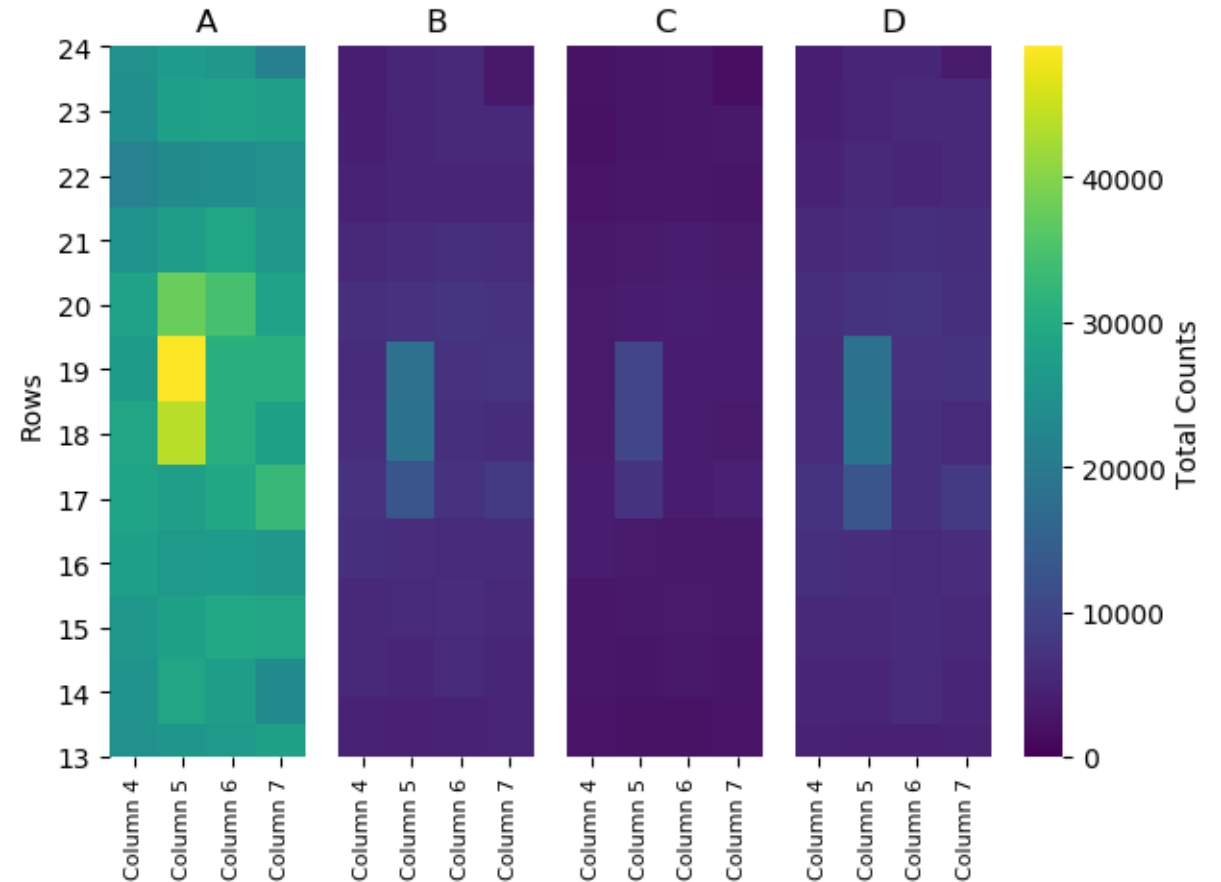 A B C D
24
23
22
21
20
19
18
17
16
15
14
13
Rows
Column 4
Column 5
Column 6
Column 7
Column 4
Column 5
Column 6
Column 7
Column 4
Column 5
Column 6
Column 7
Column 4
Column 5
Column 6
Column 7
40000
30000
20000
10000
0
Total Counts